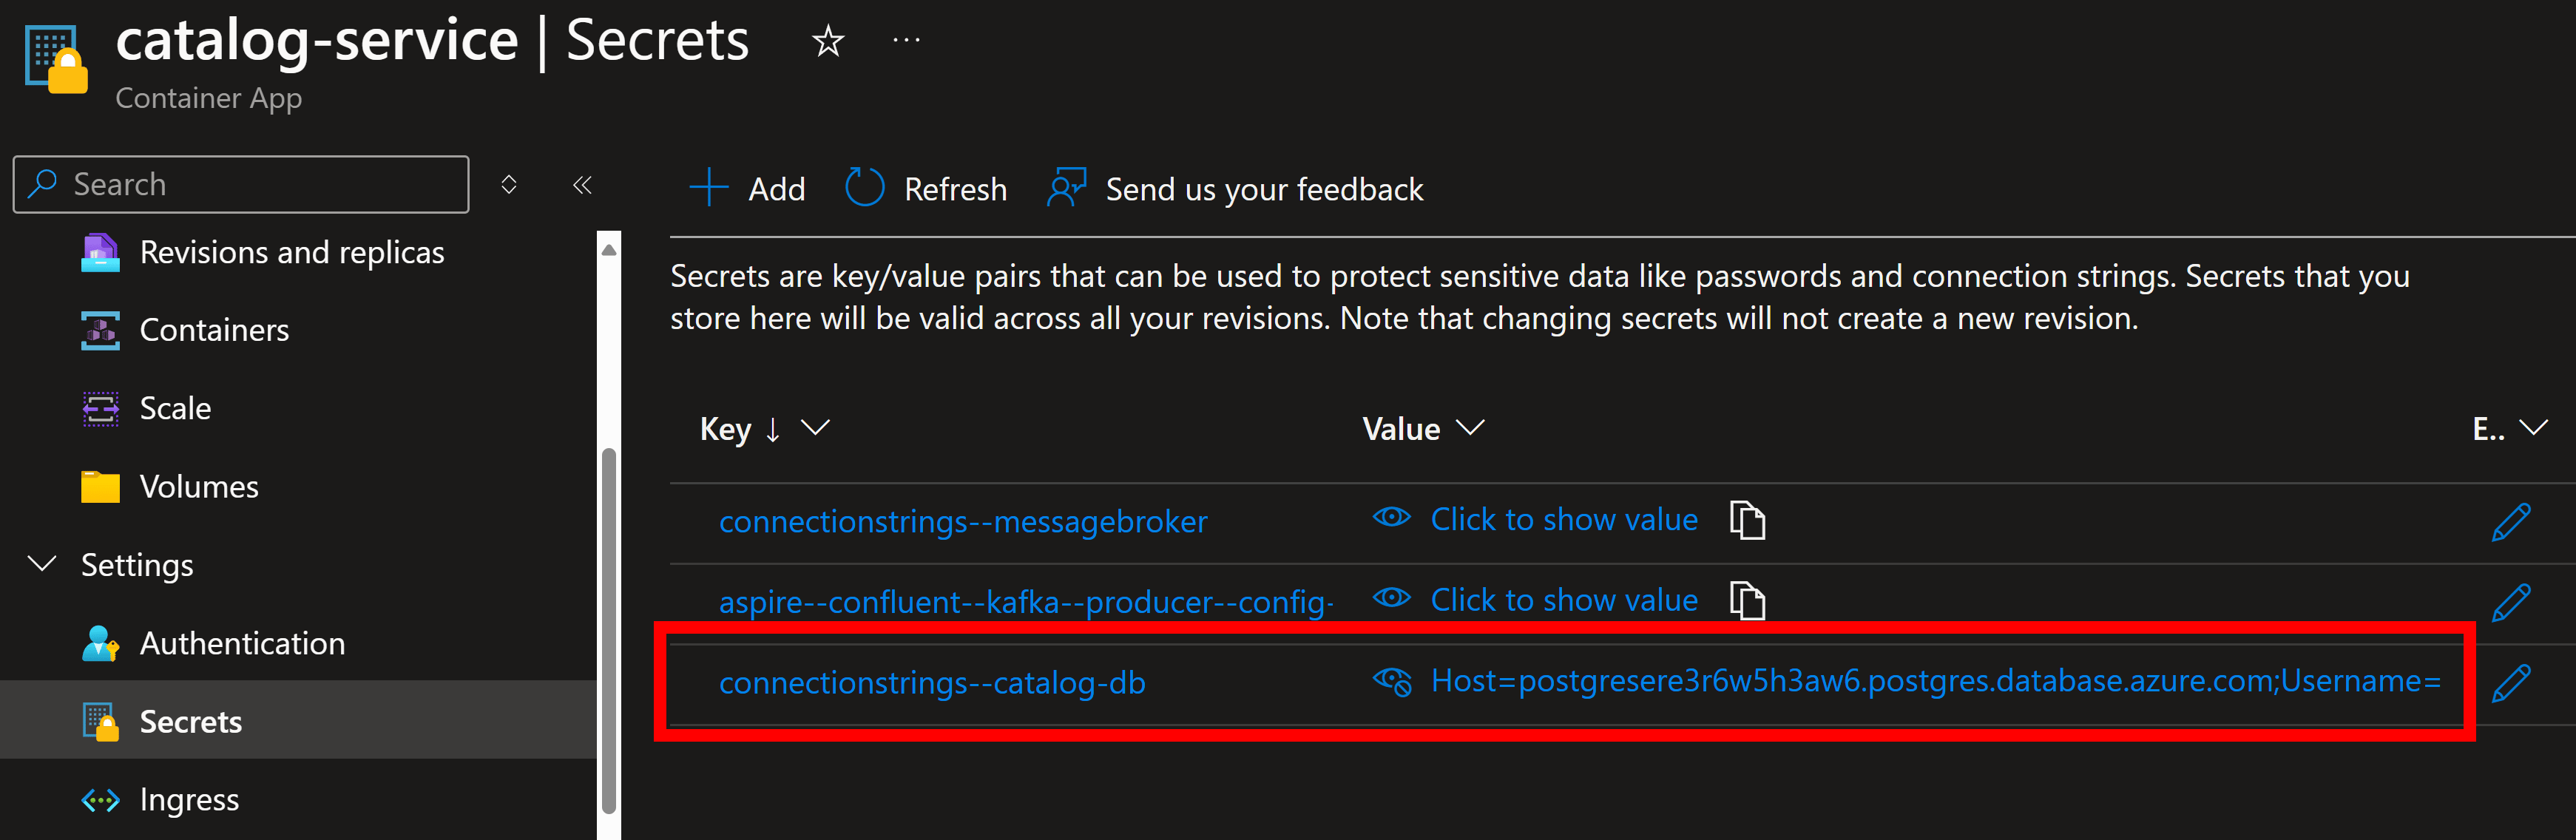 catalog-service | Secrets
Container App
Search
Revisions and replicas
Containers
Scale
Volumes
Settings
Authentication
Secrets
Ingress
Add Refresh Send us your feedback
Secrets are key/value pairs that can be used to protect sensitive data like passwords and connection strings. Secrets that you
store here will be valid across all your revisions. Note that changing secrets will not create a new revision.
Key ↓ Value E..
connectionstrings--messagebroker Click to show value
aspire--confluent--kafka--producer--config- Click to show value
connectionstrings--catalog-db Host=postgresere3r6w5h3aw6.postgres.database.azure.com;Username=